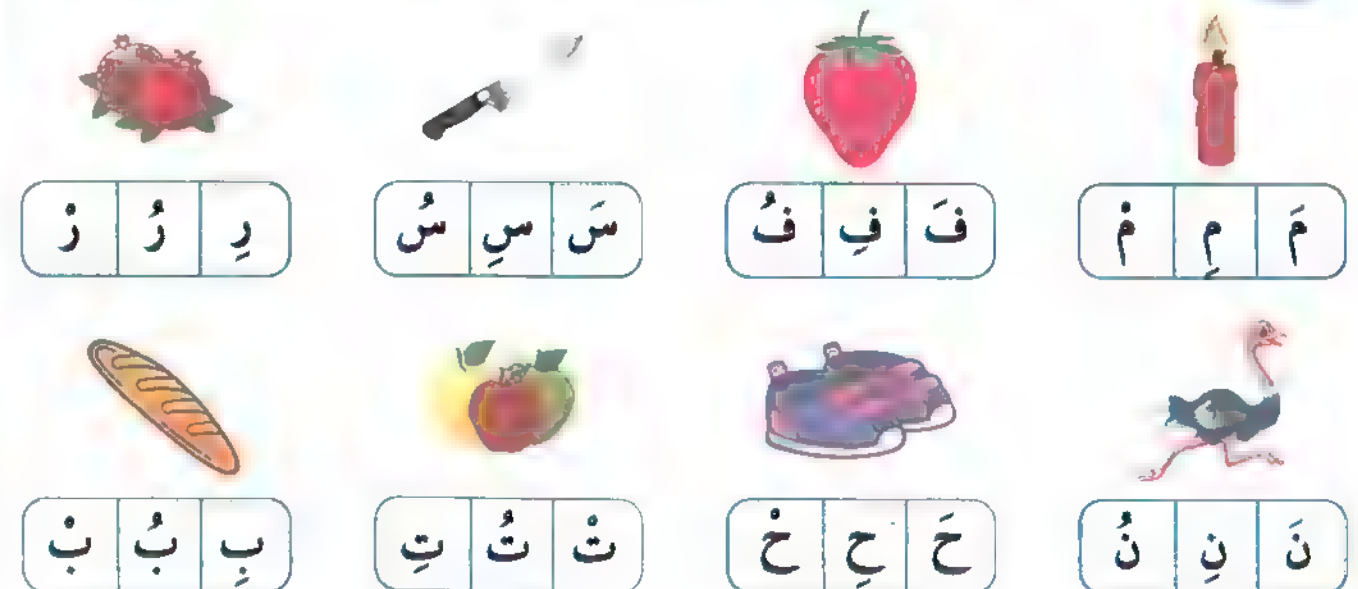 مَ مِ مْ فَ فِ فُ سَ سِ سُ رِ رُ رْ
نَ نِ نُ حَ حِ حْ تْ تُ تِ بِ بُ بْ